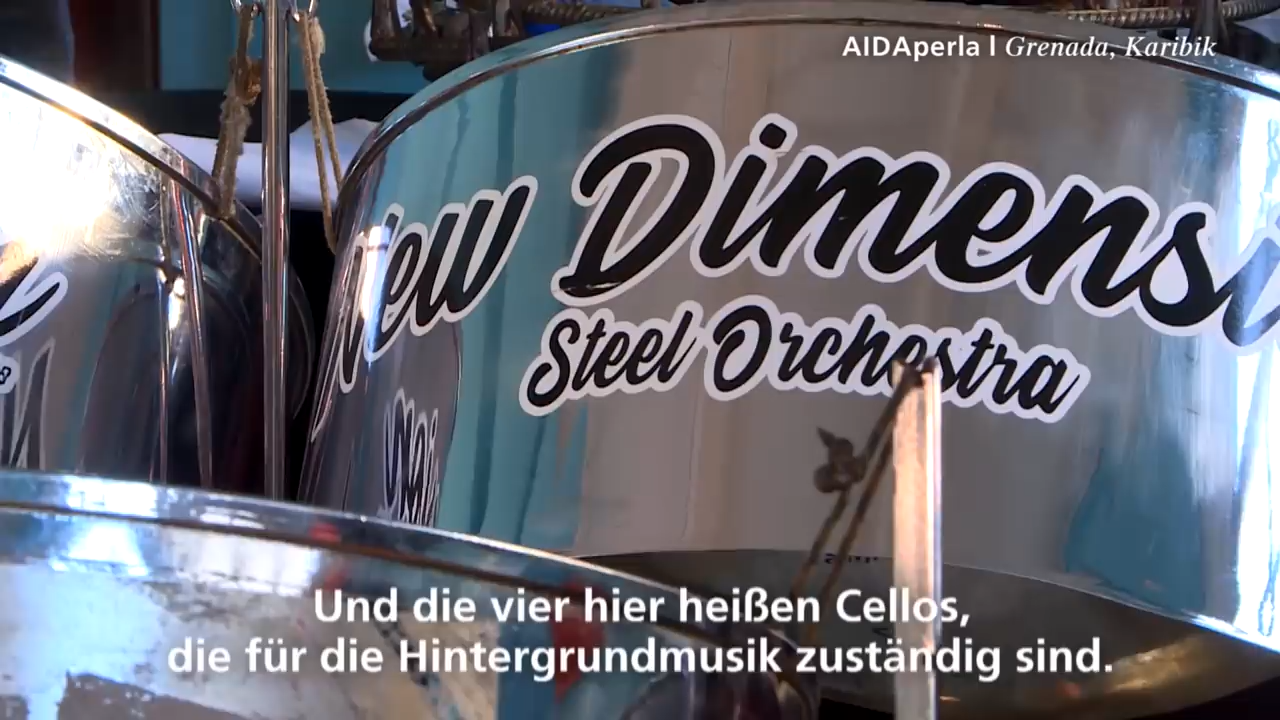 AIDAperla | Grenada, Karibik
New Dimensi
Steel Orchestra
Und die vier hier heißen Cellos,
die für die Hintergrundmusik zuständig sind.